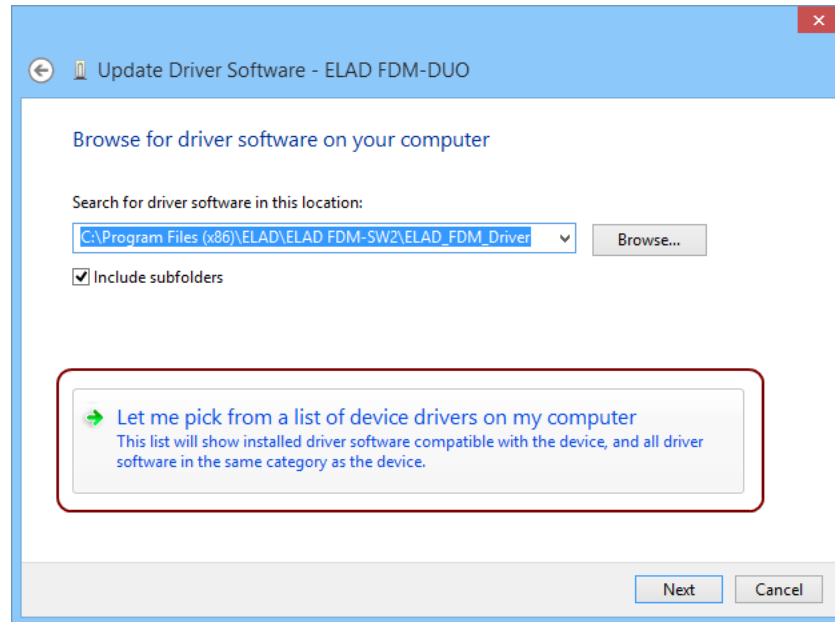 Update Driver Software - ELAD FDM-DUO
Browse for driver software on your computer
Search for driver software in this location:
C:\Program Files (x86)\ELAD\ELAD FDM-SW2\ELAD_FDM_Driver
Browse...
Include subfolders
Let me pick from a list of device drivers on my computer
This list will show installed driver software compatible with the device, and all driver
software in the same category as the device.
Next
Cancel